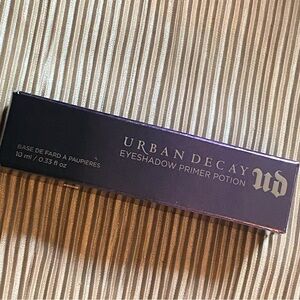 URBAN DECAY
EYESHADOW PRIMER POTION
BASE DE FARD À PAUPIÈRES
10 ml / 0.33 fl oz
UD